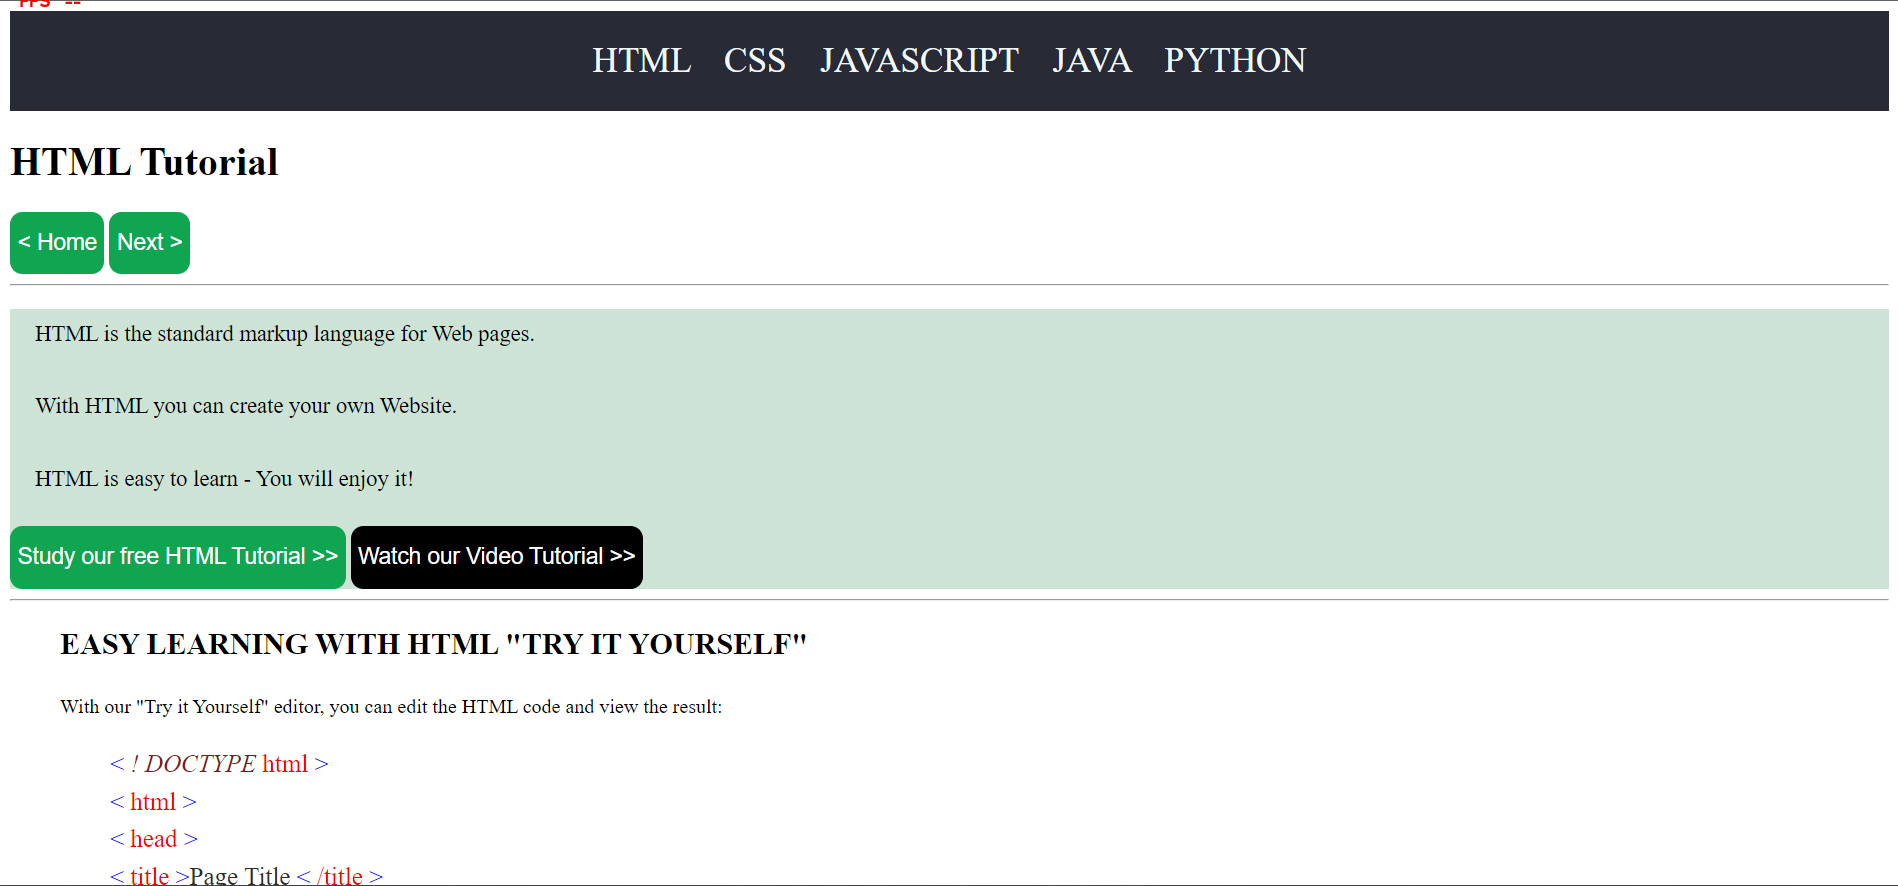 FPS --
HTML CSS JAVASCRIPT JAVA PYTHON
HTML Tutorial
< Home Next >
HTML is the standard markup language for Web pages.
With HTML you can create your own Website.
HTML is easy to learn - You will enjoy it!
Study our free HTML Tutorial >> Watch our Video Tutorial >>
EASY LEARNING WITH HTML "TRY IT YOURSELF"
With our "Try it Yourself" editor, you can edit the HTML code and view the result:
< ! DOCTYPE html >
< html >
< head >
< title >Page Title < /title >